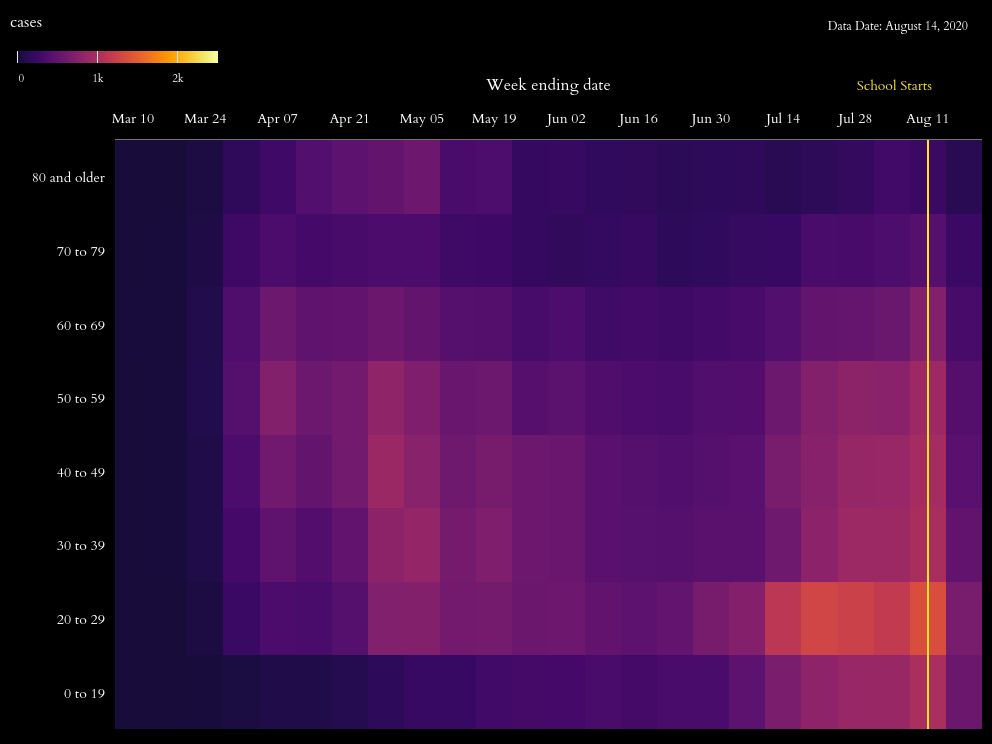 cases
Data Date: August 14, 2020
0 1k 2k
Week ending date
School Starts
Mar 10 Mar 24 Apr 07 Apr 21 May 05 May 19 Jun 02 Jun 16 Jun 30 Jul 14 Jul 28 Aug 11
80 and older
70 to 79
60 to 69
50 to 59
40 to 49
30 to 39
20 to 29
0 to 19